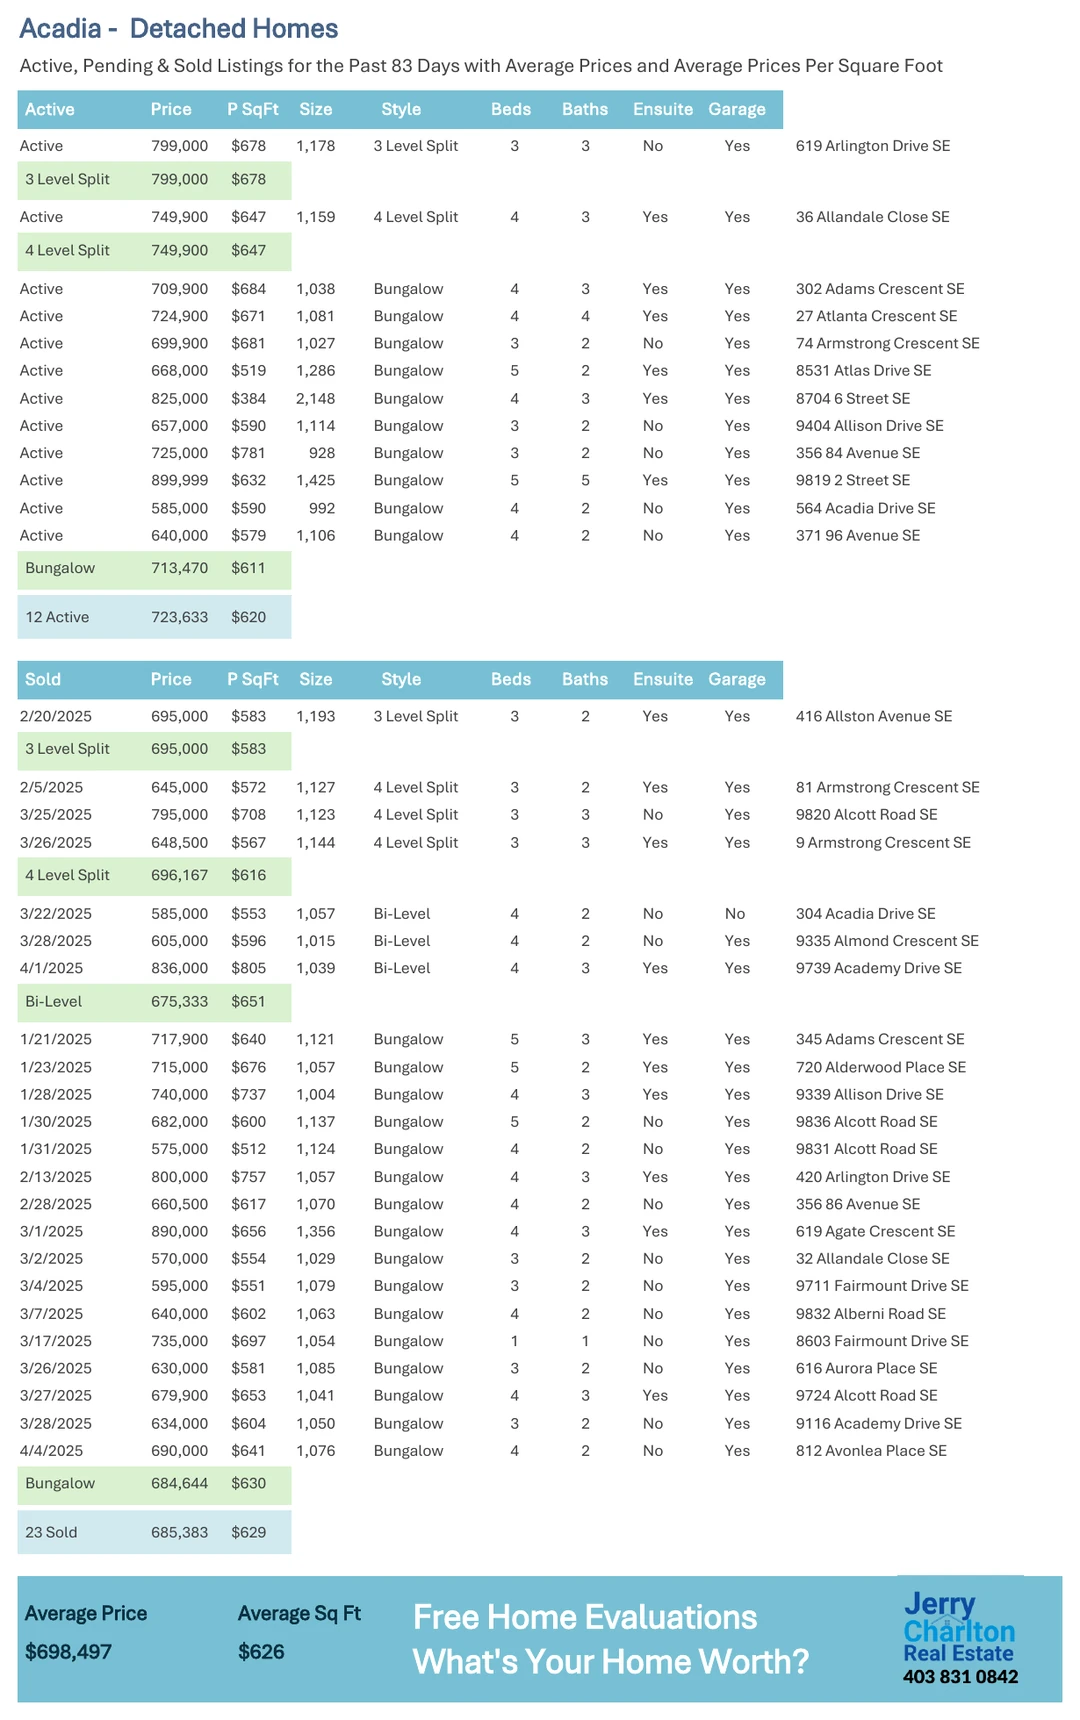 Acadia - Detached Homes
Active, Pending & Sold Listings for the Past 83 Days with Average Prices and Average Prices Per Square Foot
Active Price P SqFt Size Style Beds Baths Ensuite Garage
Active 799,000 $678 1,178 3 Level Split 3 3 No Yes 619 Arlington Drive SE
3 Level Split 799,000 $678
Active 749,900 $647 1,159 4 Level Split 4 3 Yes Yes 36 Allandale Close SE
4 Level Split 749,900 $647
Active 709,900 $684 1,038 Bungalow 4 3 Yes Yes 302 Adams Crescent SE
Active 724,900 $671 1,081 Bungalow 4 4 Yes Yes 27 Atlanta Crescent SE
Active 699,900 $681 1,027 Bungalow 3 2 No Yes 74 Armstrong Crescent SE
Active 668,000 $519 1,286 Bungalow 5 2 Yes Yes 8531 Atlas Drive SE
Active 825,000 $384 2,148 Bungalow 4 3 Yes Yes 8704 6 Street SE
Active 657,000 $590 1,114 Bungalow 3 2 No Yes 9404 Allison Drive SE
Active 725,000 $781 928 Bungalow 3 2 No Yes 356 84 Avenue SE
Active 899,999 $632 1,425 Bungalow 5 5 Yes Yes 9819 2 Street SE
Active 585,000 $590 992 Bungalow 4 2 No Yes 564 Acadia Drive SE
Active 640,000 $579 1,106 Bungalow 4 2 No Yes 371 96 Avenue SE
Bungalow 713,470 $611
12 Active 723,633 $620
Sold Price P SqFt Size Style Beds Baths Ensuite Garage
2/20/2025 695,000 $583 1,193 3 Level Split 3 2 Yes Yes 416 Allston Avenue SE
3 Level Split 695,000 $583
2/5/2025 645,000 $572 1,127 4 Level Split 3 2 Yes Yes 81 Armstrong Crescent SE
3/25/2025 795,000 $708 1,123 4 Level Split 3 3 No Yes 9820 Alcott Road SE
3/26/2025 648,500 $567 1,144 4 Level Split 3 3 Yes Yes 9 Armstrong Crescent SE
4 Level Split 696,167 $616
3/22/2025 585,000 $553 1,057 Bi-Level 4 2 No No 304 Acadia Drive SE
3/28/2025 605,000 $596 1,015 Bi-Level 4 2 No Yes 9335 Almond Crescent SE
4/1/2025 836,000 $805 1,039 Bi-Level 4 3 Yes Yes 9739 Academy Drive SE
Bi-Level 675,333 $651
1/21/2025 717,900 $640 1,121 Bungalow 5 3 Yes Yes 345 Adams Crescent SE
1/23/2025 715,000 $676 1,057 Bungalow 5 2 Yes Yes 720 Alderwood Place SE
1/28/2025 740,000 $737 1,004 Bungalow 4 3 Yes Yes 9339 Allison Drive SE
1/30/2025 682,000 $600 1,137 Bungalow 5 2 No Yes 9836 Alcott Road SE
1/31/2025 575,000 $512 1,124 Bungalow 4 2 No Yes 9831 Alcott Road SE
2/13/2025 800,000 $757 1,057 Bungalow 4 3 Yes Yes 420 Arlington Drive SE
2/28/2025 660,500 $617 1,070 Bungalow 4 2 No Yes 356 86 Avenue SE
3/1/2025 890,000 $656 1,356 Bungalow 4 3 Yes Yes 619 Agate Crescent SE
3/2/2025 570,000 $554 1,029 Bungalow 3 2 No Yes 32 Allandale Close SE
3/4/2025 595,000 $551 1,079 Bungalow 3 2 No Yes 9711 Fairmount Drive SE
3/7/2025 640,000 $602 1,063 Bungalow 4 2 No Yes 9832 Alberni Road SE
3/17/2025 735,000 $697 1,054 Bungalow 1 1 No Yes 8603 Fairmount Drive SE
3/26/2025 630,000 $581 1,085 Bungalow 3 2 No Yes 616 Aurora Place SE
3/27/2025 679,900 $653 1,041 Bungalow 4 3 Yes Yes 9724 Alcott Road SE
3/28/2025 634,000 $604 1,050 Bungalow 3 2 No Yes 9116 Academy Drive SE
4/4/2025 690,000 $641 1,076 Bungalow 4 2 No Yes 812 Avonlea Place SE
Bungalow 684,644 $630
23 Sold 685,383 $629
Average Price Average Sq Ft
$698,497 $626
Free Home Evaluations
What's Your Home Worth?
Jerry
Charlton
Real Estate
403 831 0842